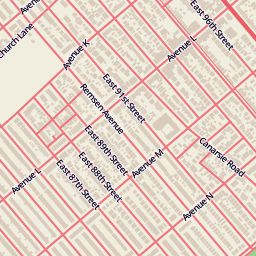 Avenue
East 96th Street
Church Lane
Avenue K
Avenue L
East 91st Street
Remsen Avenue
Canarsie Road
East 89th Street
Avenue M
East 88th Street
East 87th Street
Avenue L
Avenue N